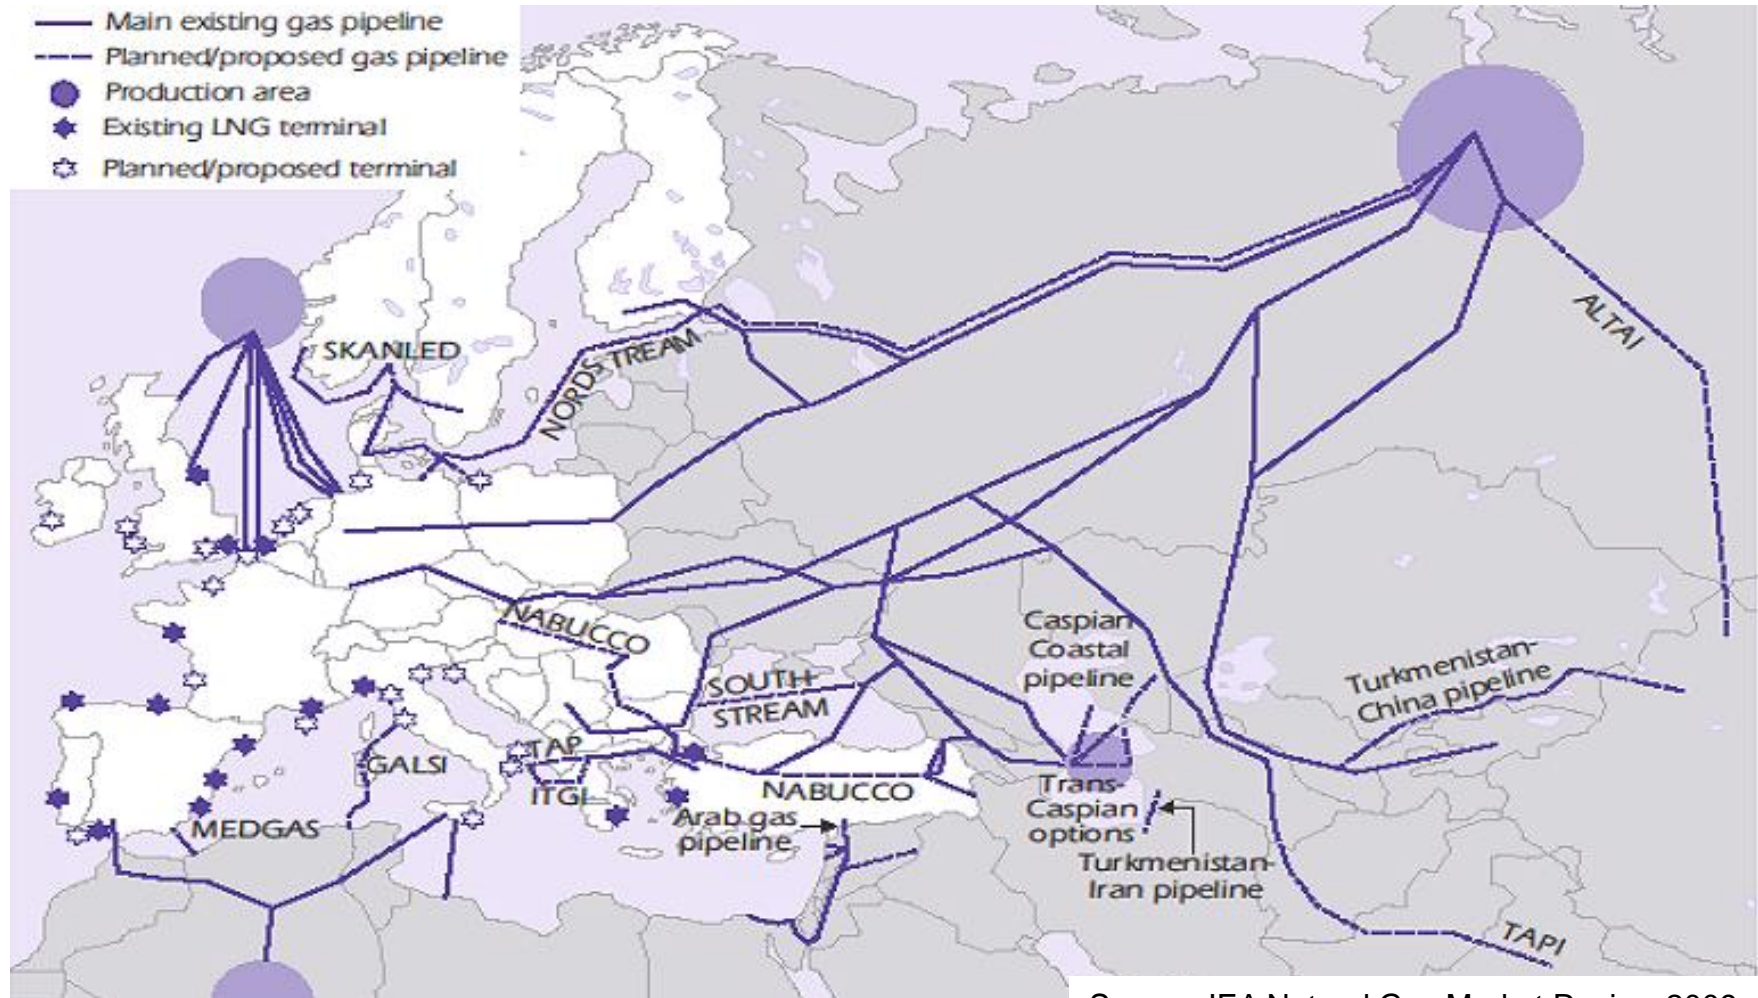 Main existing gas pipeline
Planned/proposed gas pipeline
Production area
Existing LNG terminal
Planned/proposed terminal
SKANLED
NORDSTREAM
ALTAI
NABUCCO
Caspian
Coastal
pipeline
SOUTH
STREAM
Turkmenistan-
China pipeline
TAP
GALSI
ITGI
NABUCCO
MEDGAS
Arab gas
pipeline
Trans-
Caspian
options
Turkmenistan-
Iran pipeline
TAPI